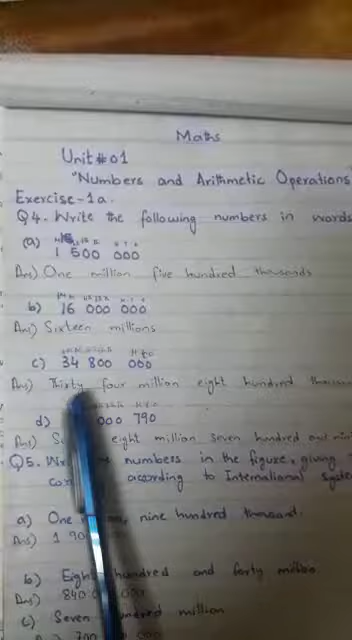 Maths
Unit#01
"Numbers and Arithmetic Operations
Exercise-1a.
Q4. Write the following numbers in words
(a) 1 500 000
Ans) One million five hundred thousands
b) 16 000 000
Ans) Sixteen millions
c) 34 800 000
Ans) Thirty four million eight hundred
d) 000 790
Ans) eight million seven hundred and
Q5. numbers in the figure, giving
according to International
a) One nine hundred thousand.
Ans) 1 90
b) Eight hundred and forty million
Ans) 840
c) Seven million
700